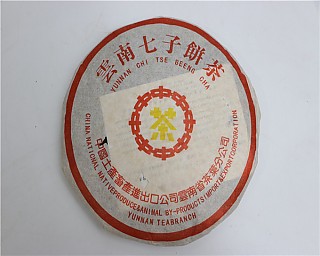 雲南七子餅茶
YUNNAN CHI TSE BEENG CHA
茶
中國土產畜產進出口公司雲南省茶葉分公司
CHINA NATIONAL NATIVE PRODUCE & ANIMAL BY-PRODUCTS IMPORT & EXPORT CORPORATION
YUNNAN TEA BRANCH